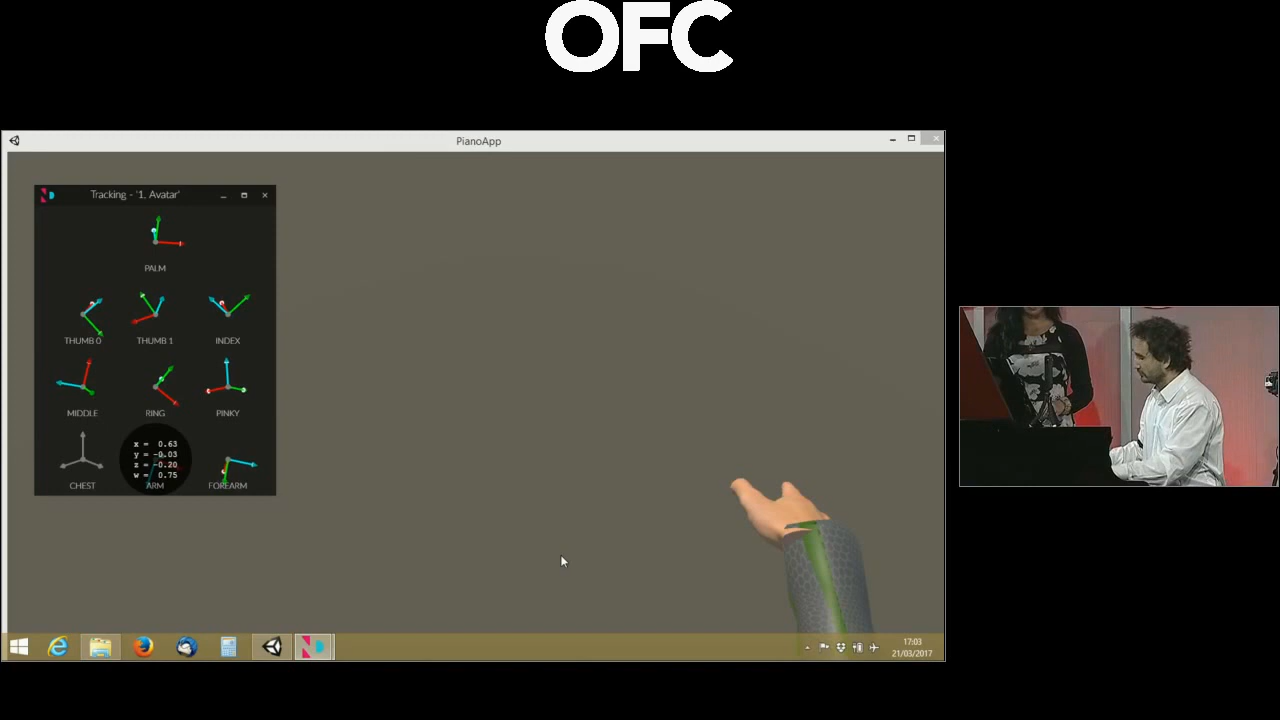 OFC
PianoApp
Tracking - '1. Avatar'
PALM
THUMB 0
THUMB 1
INDEX
MIDDLE
RING
PINKY
x = 0.63
y = -0.03
z = -0.20
w = 0.75
CHEST
ARM
FOREARM
17:03
21/03/2017